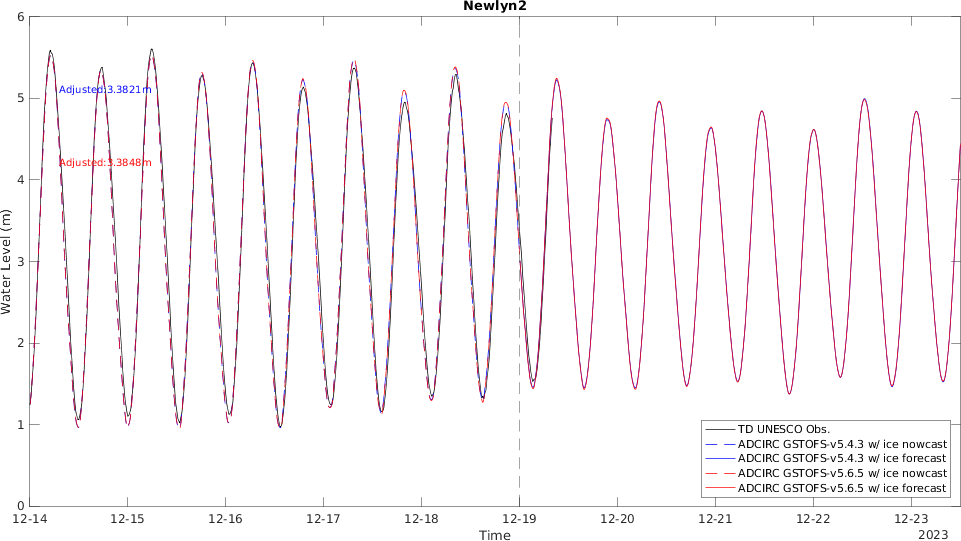 Newlyn2
6
5
4
3
2
1
0
Water Level (m)
Adjusted:3.3821m
Adjusted:3.3848m
TD UNESCO Obs.
ADCIRC GSTOFS-v5.4.3 w/ ice nowcast
ADCIRC GSTOFS-v5.4.3 w/ ice forecast
ADCIRC GSTOFS-v5.6.5 w/ ice nowcast
ADCIRC GSTOFS-v5.6.5 w/ ice forecast
12-14 12-15 12-16 12-17 12-18 12-19 12-20 12-21 12-22 12-23
Time
2023